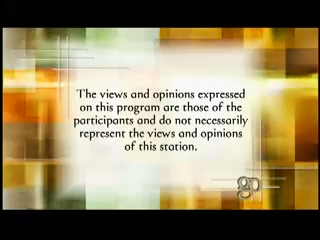 The views and opinions expressed
on this program are those of the
participants and do not necessarily
represent the views and opinions
of this station.
gp